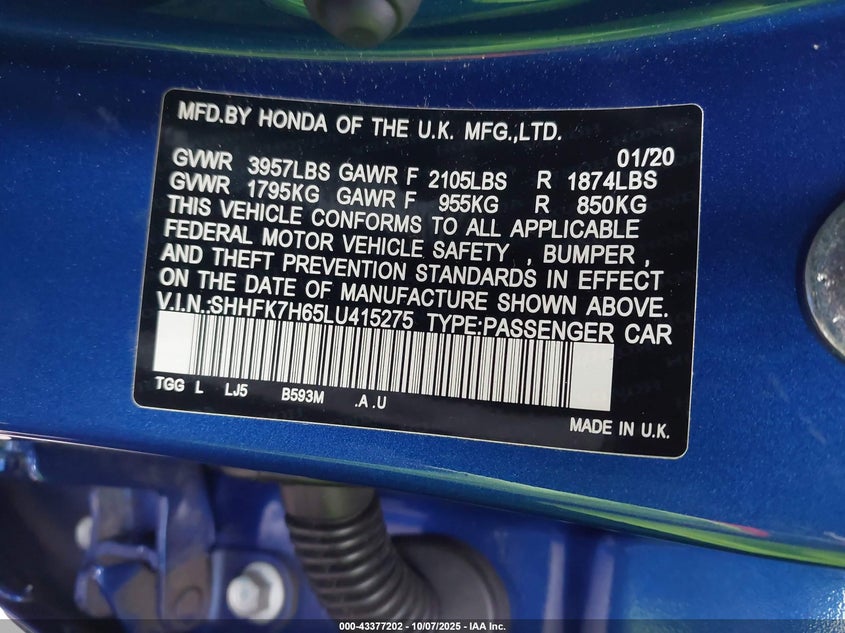 MFD.BY HONDA OF THE U.K. MFG.,LTD.
01/20
GVWR 3957LBS GAWR F 2105LBS R 1874LBS
GVWR 1795KG GAWR F 955KG R 850KG
THIS VEHICLE CONFORMS TO ALL APPLICABLE
FEDERAL MOTOR VEHICLE SAFETY , BUMPER ,
AND THEFT PREVENTION STANDARDS IN EFFECT
ON THE DATE OF MANUFACTURE SHOWN ABOVE.
V.I.N.:SHHFK7H65LU415275 TYPE:PASSENGER CAR
TGG L LJ5 B593M .A .U
MADE IN U.K.
000-43377202 - 10/07/2025 - IAA Inc.